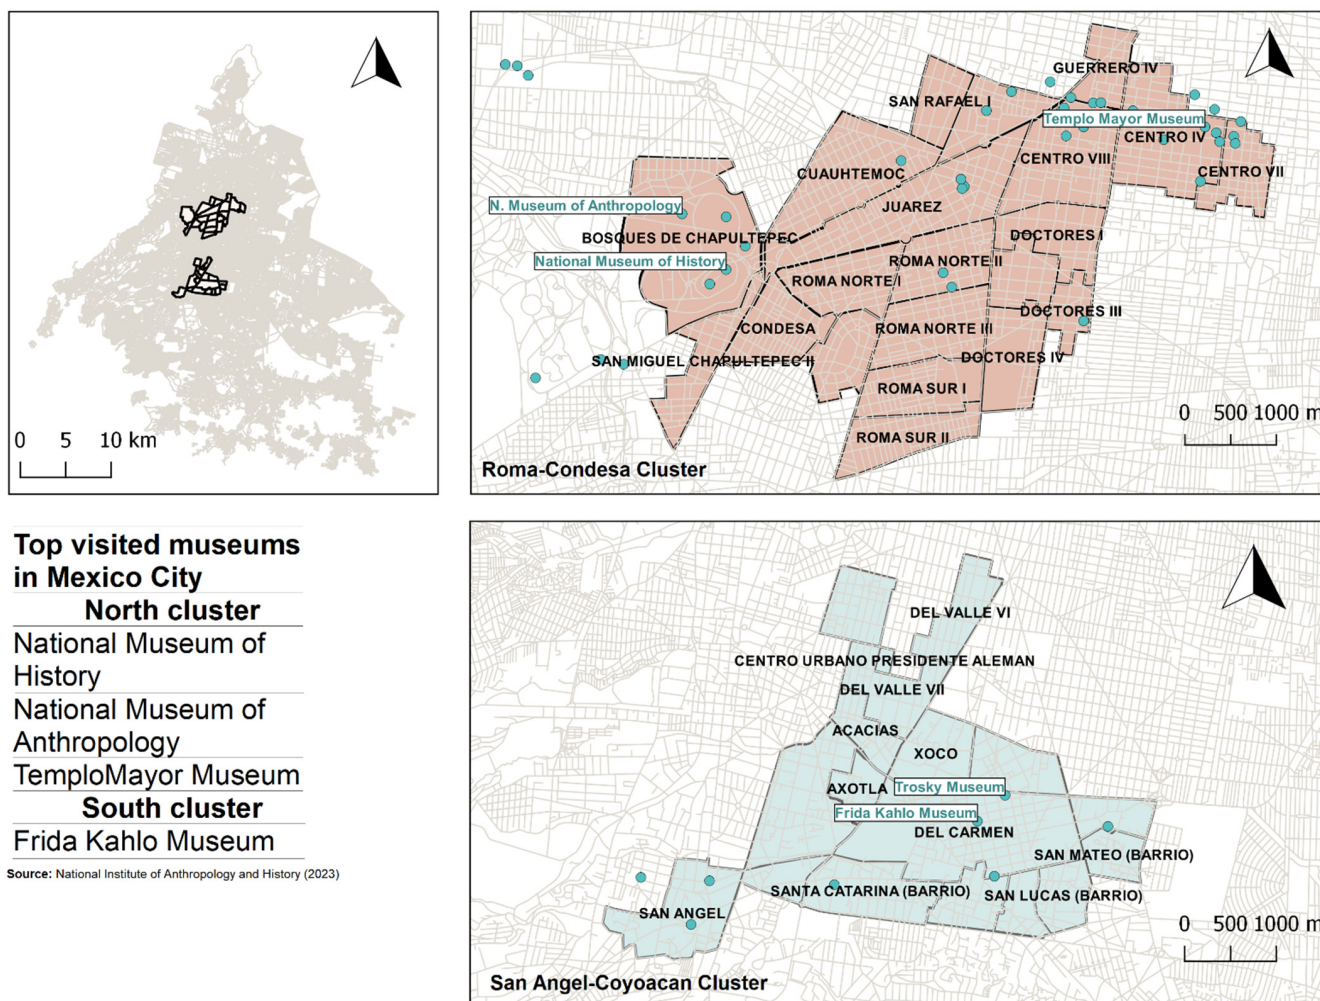 0 5 10 km
GUERRERO IV
SAN RAFAEL I
Templo Mayor Museum
CENTRO IV
CENTRO VIII
CENTRO VII
CUAUHTEMOC
N. Museum of Anthropology
JUAREZ
BOSQUES DE CHAPULTEPEC
DOCTORES I
National Museum of History
ROMA NORTE II
ROMA NORTE I
DOCTORES III
CONDESA
ROMA NORTE III
SAN MIGUEL CHAPULTEPEC II
DOCTORES IV
ROMA SUR I
ROMA SUR II
0 500 1000 m
Roma-Condesa Cluster
Top visited museums
in Mexico City
North cluster
National Museum of
History
National Museum of
Anthropology
TemploMayor Museum
South cluster
Frida Kahlo Museum
Source: National Institute of Anthropology and History (2023)
DEL VALLE VI
CENTRO URBANO PRESIDENTE ALEMAN
DEL VALLE VII
ACACIAS
XOCO
AXOTLA
Trosky Museum
Frida Kahlo Museum
DEL CARMEN
SAN MATEO (BARRIO)
SANTA CATARINA (BARRIO)
SAN LUCAS (BARRIO)
SAN ANGEL
0 500 1000 m
San Angel-Coyoacan Cluster